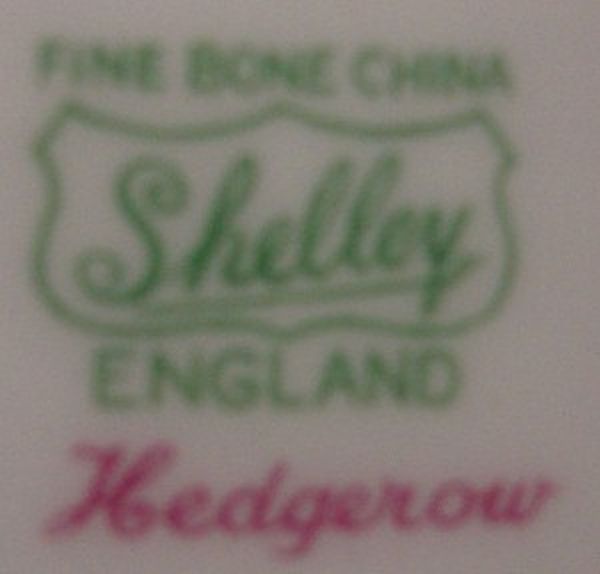 FINE BONE CHINA
Shelley
ENGLAND
Hedgerow